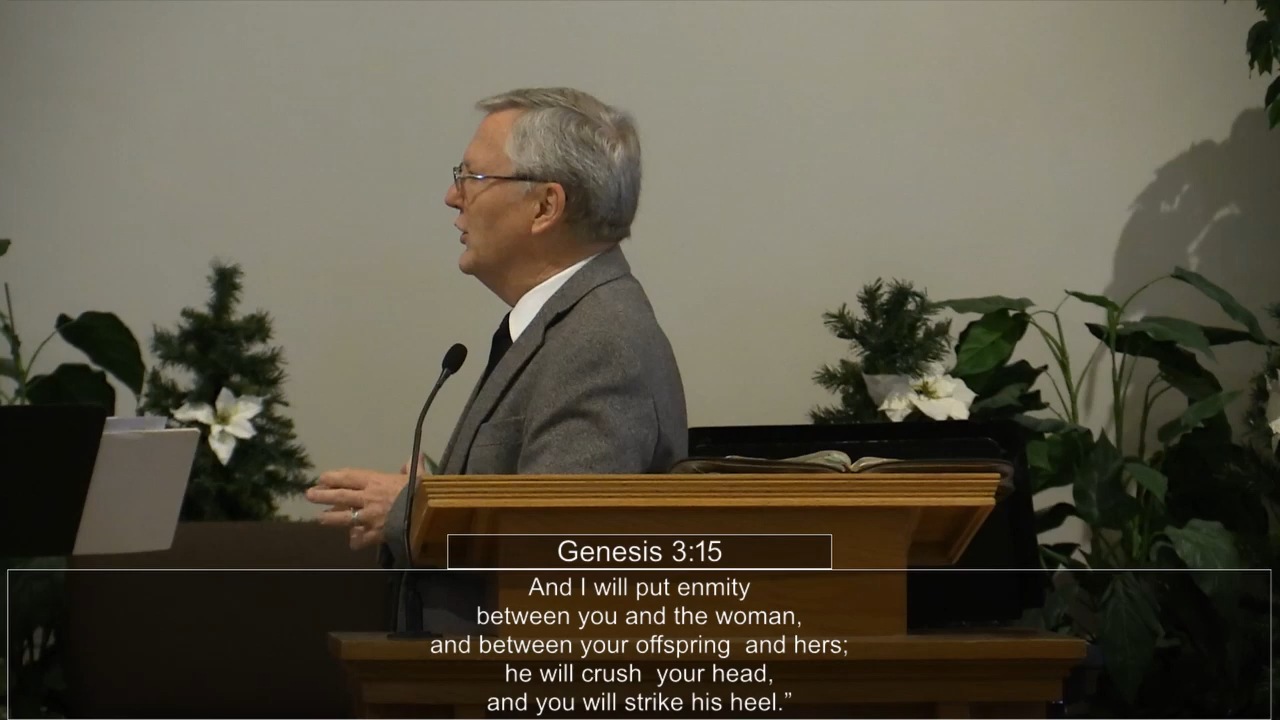 Genesis 3:15
And I will put enmity
between you and the woman,
and between your offspring  and hers;
he will crush  your head,
and you will strike his heel.”